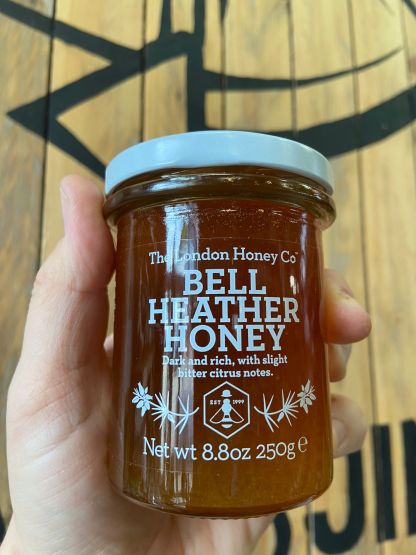 The London Honey Co™
BELL
HEATHER
HONEY
Dark and rich, with slight
bitter citrus notes.
EST 1999
Net wt 8.8oz 250g ℮